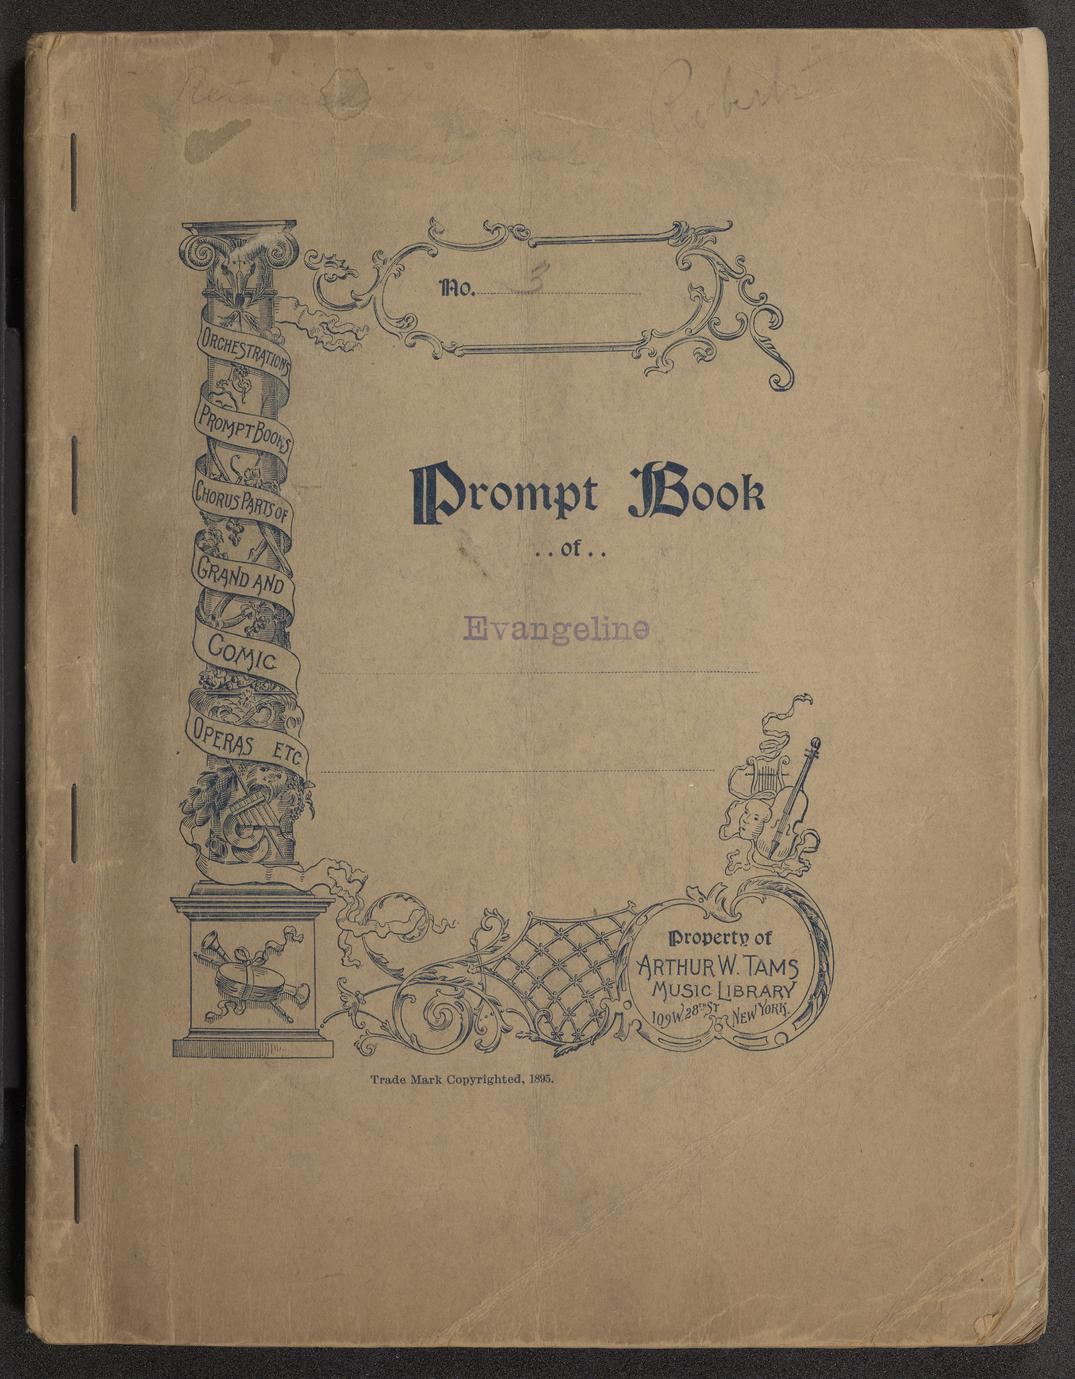 Robert
No. 3
ORCHESTRATIONS
PROMPT BOOKS
CHORUS PARTS OF
GRAND AND
COMIC
OPERAS ETC
Prompt Book
.. of ..
Evangeline
Property of
ARTHUR W. TAMS
MUSIC LIBRARY
109 W 28TH ST NEW YORK.
Trade Mark Copyrighted, 1895.